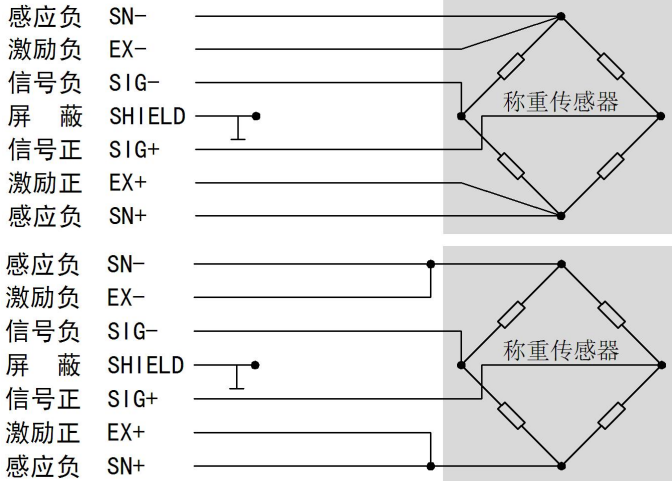 感应负 SN-
激励负 EX-
信号负 SIG-
称重传感器
屏 蔽 SHIELD
信号正 SIG+
激励正 EX+
感应负 SN+
感应负 SN-
激励负 EX-
信号负 SIG-
称重传感器
屏 蔽 SHIELD
信号正 SIG+
激励正 EX+
感应负 SN+